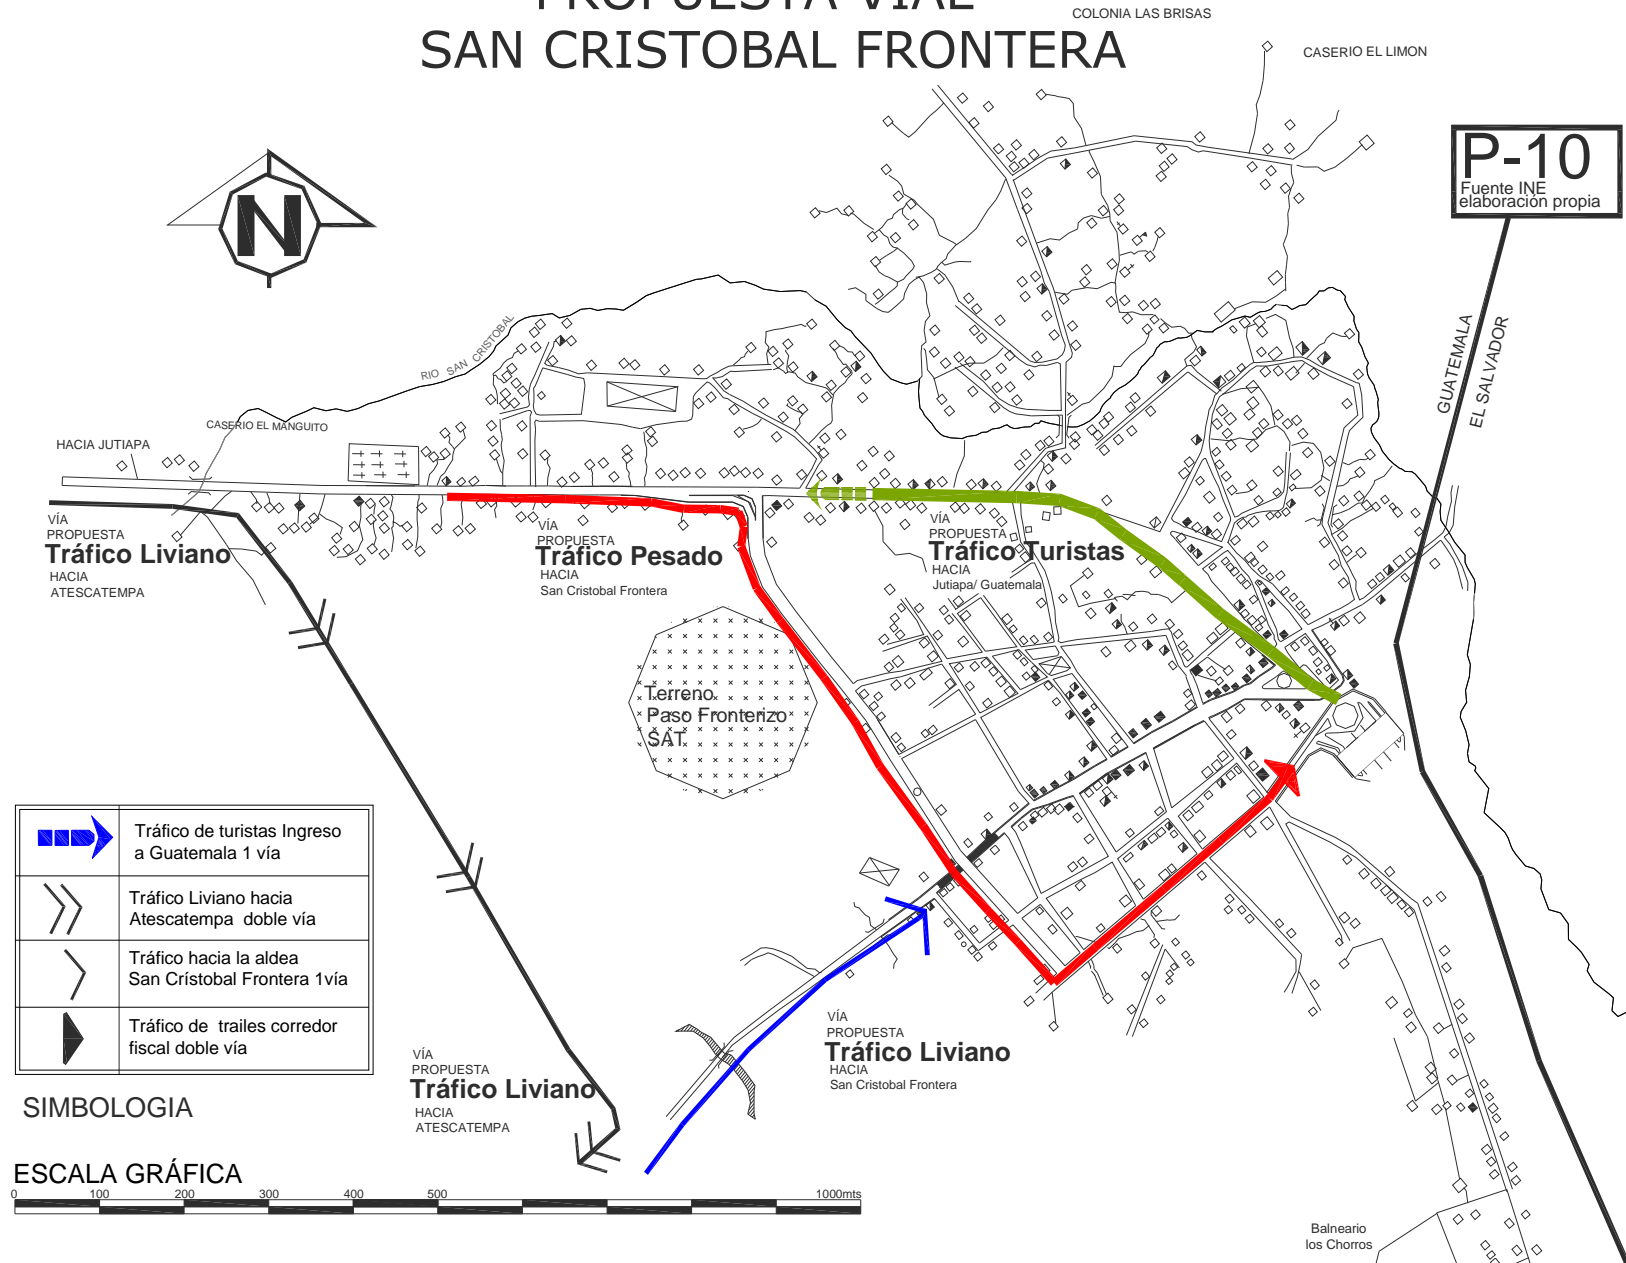 PROPUESTA VIAL
SAN CRISTOBAL FRONTERA
COLONIA LAS BRISAS
CASERIO EL LIMON
P-10
Fuente INE
elaboración propia
N
GUATEMALA
EL SALVADOR
RIO SAN CRISTOBAL
CASERIO EL MANGUITO
HACIA JUTIAPA
VÍA
PROPUESTA
Tráfico Liviano
HACIA
ATESCATEMPA
VÍA
PROPUESTA
Tráfico Pesado
HACIA
San Cristobal Frontera
VÍA
PROPUESTA
Tráfico Turistas
HACIA
Jutiapa/ Guatemala
Terreno
Paso Fronterizo
SAT
Tráfico de turistas Ingreso
a Guatemala 1 vía
Tráfico Liviano hacia
Atescatempa doble vía
Tráfico hacia la aldea
San Crístobal Frontera 1vía
Tráfico de trailes corredor
fiscal doble vía
SIMBOLOGIA
VÍA
PROPUESTA
Tráfico Liviano
HACIA
ATESCATEMPA
VÍA
PROPUESTA
Tráfico Liviano
HACIA
San Cristobal Frontera
ESCALA GRÁFICA
0 100 200 300 400 500 1000mts
Balneario
los Chorros